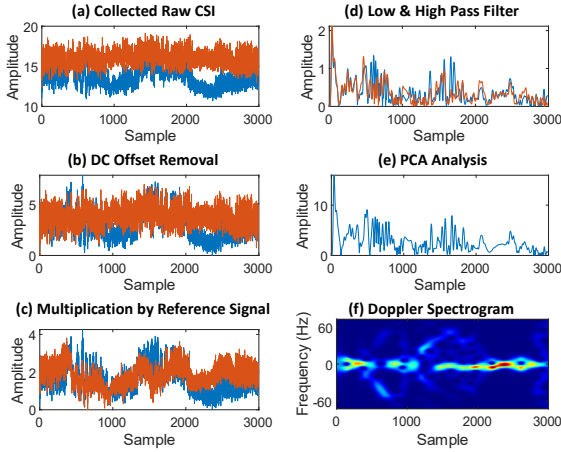 (a) Collected Raw CSI
Amplitude
20
15
10
0
1000
2000
3000
Sample
(b) DC Offset Removal
Amplitude
5
0
0
1000
2000
3000
Sample
(c) Multiplication by Reference Signal
Amplitude
4
2
0
0
1000
2000
3000
Sample
(d) Low & High Pass Filter
Amplitude
2
1
0
0
1000
2000
3000
Sample
(e) PCA Analysis
Amplitude
10
0
0
1000
2000
3000
Sample
(f) Doppler Spectrogram
Frequency (Hz)
60
0
-60
0
1000
2000
3000
Sample